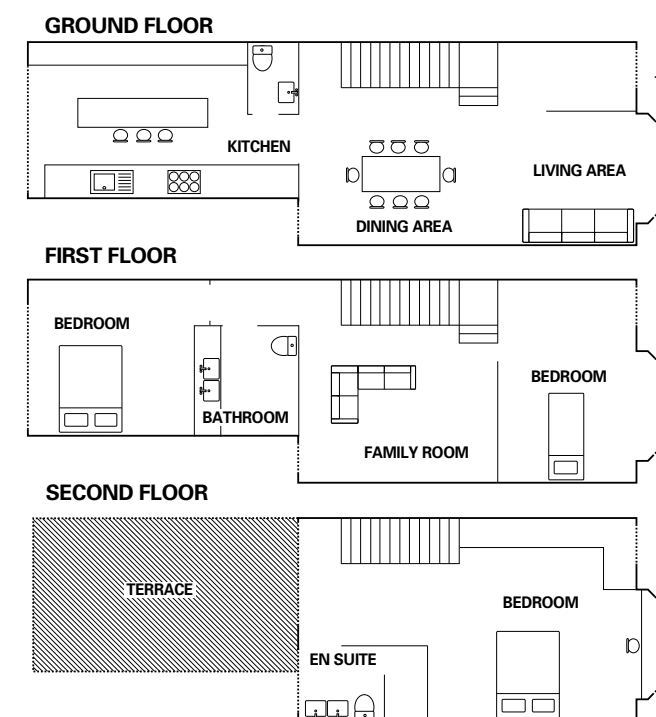 GROUND FLOOR
KITCHEN
LIVING AREA
DINING AREA
FIRST FLOOR
BEDROOM
BEDROOM
BATHROOM
FAMILY ROOM
SECOND FLOOR
TERRACE
BEDROOM
EN SUITE